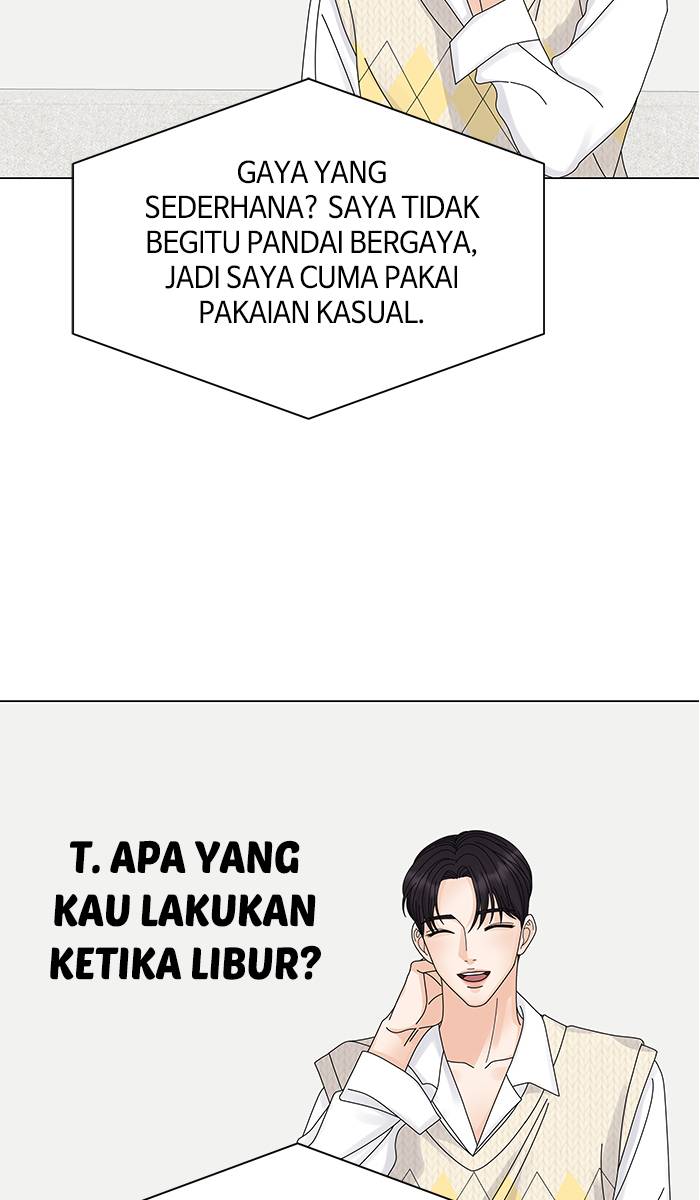 GAYA YANG
SEDERHANA? SAYA TIDAK
BEGITU PANDAI BERGAYA,
JADI SAYA CUMA PAKAI
PAKAIAN KASUAL.
T. APA YANG
KAU LAKUKAN
KETIKA LIBUR?